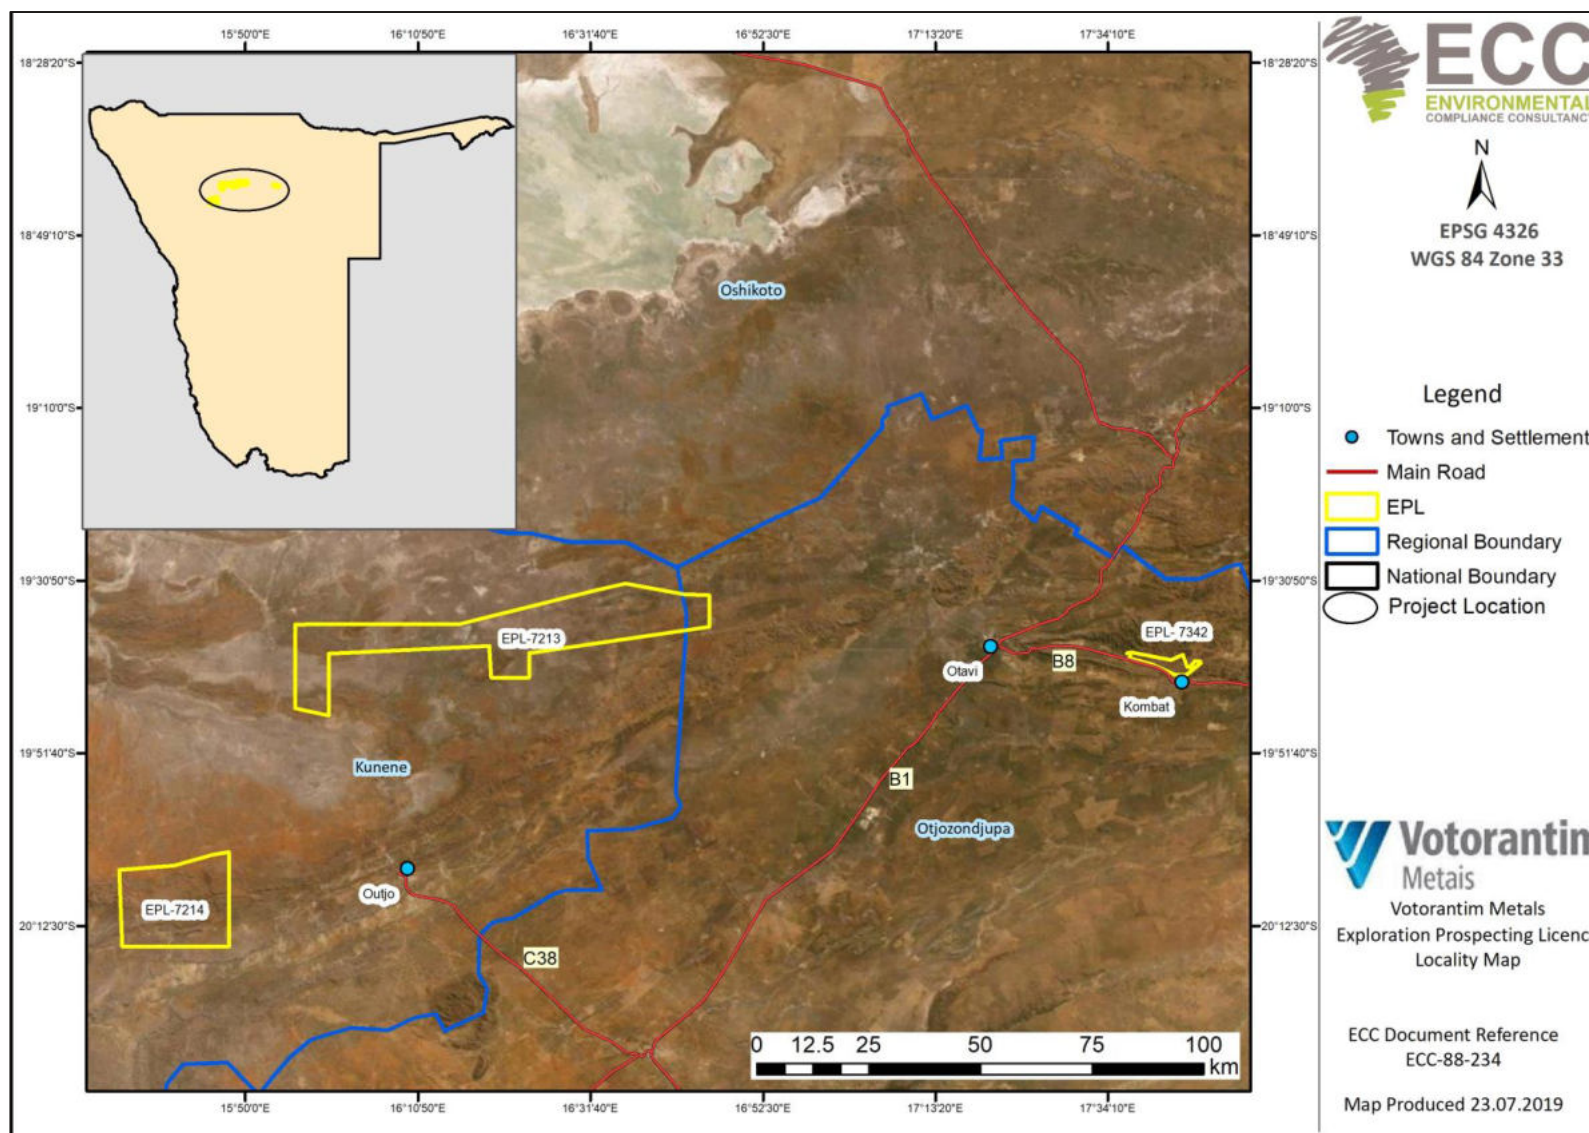 15°50'0"E 16°10'50"E 16°31'40"E 16°52'30"E 17°13'20"E 17°34'10"E
18°28'20"S
18°28'20"S
18°49'10"S
18°49'10"S
19°10'0"S
19°10'0"S
19°30'50"S
19°30'50"S
19°51'40"S
19°51'40"S
20°12'30"S
20°12'30"S
Oshikoto
EPL-7213
EPL- 7342
Otavi
B8
Kombat
Kunene
B1
Otjozondjupa
Outjo
EPL-7214
C38
0 12.5 25 50 75 100
km
15°50'0"E 16°10'50"E 16°31'40"E 16°52'30"E 17°13'20"E 17°34'10"E
ECC
ENVIRONMENTAL
COMPLIANCE CONSULTANCY
N
EPSG 4326
WGS 84 Zone 33
Legend
Towns and Settlement
Main Road
EPL
Regional Boundary
National Boundary
Project Location
Votorantim
Metais
Votorantim Metals
Exploration Prospecting Licenc
Locality Map
ECC Document Reference
ECC-88-234
Map Produced 23.07.2019